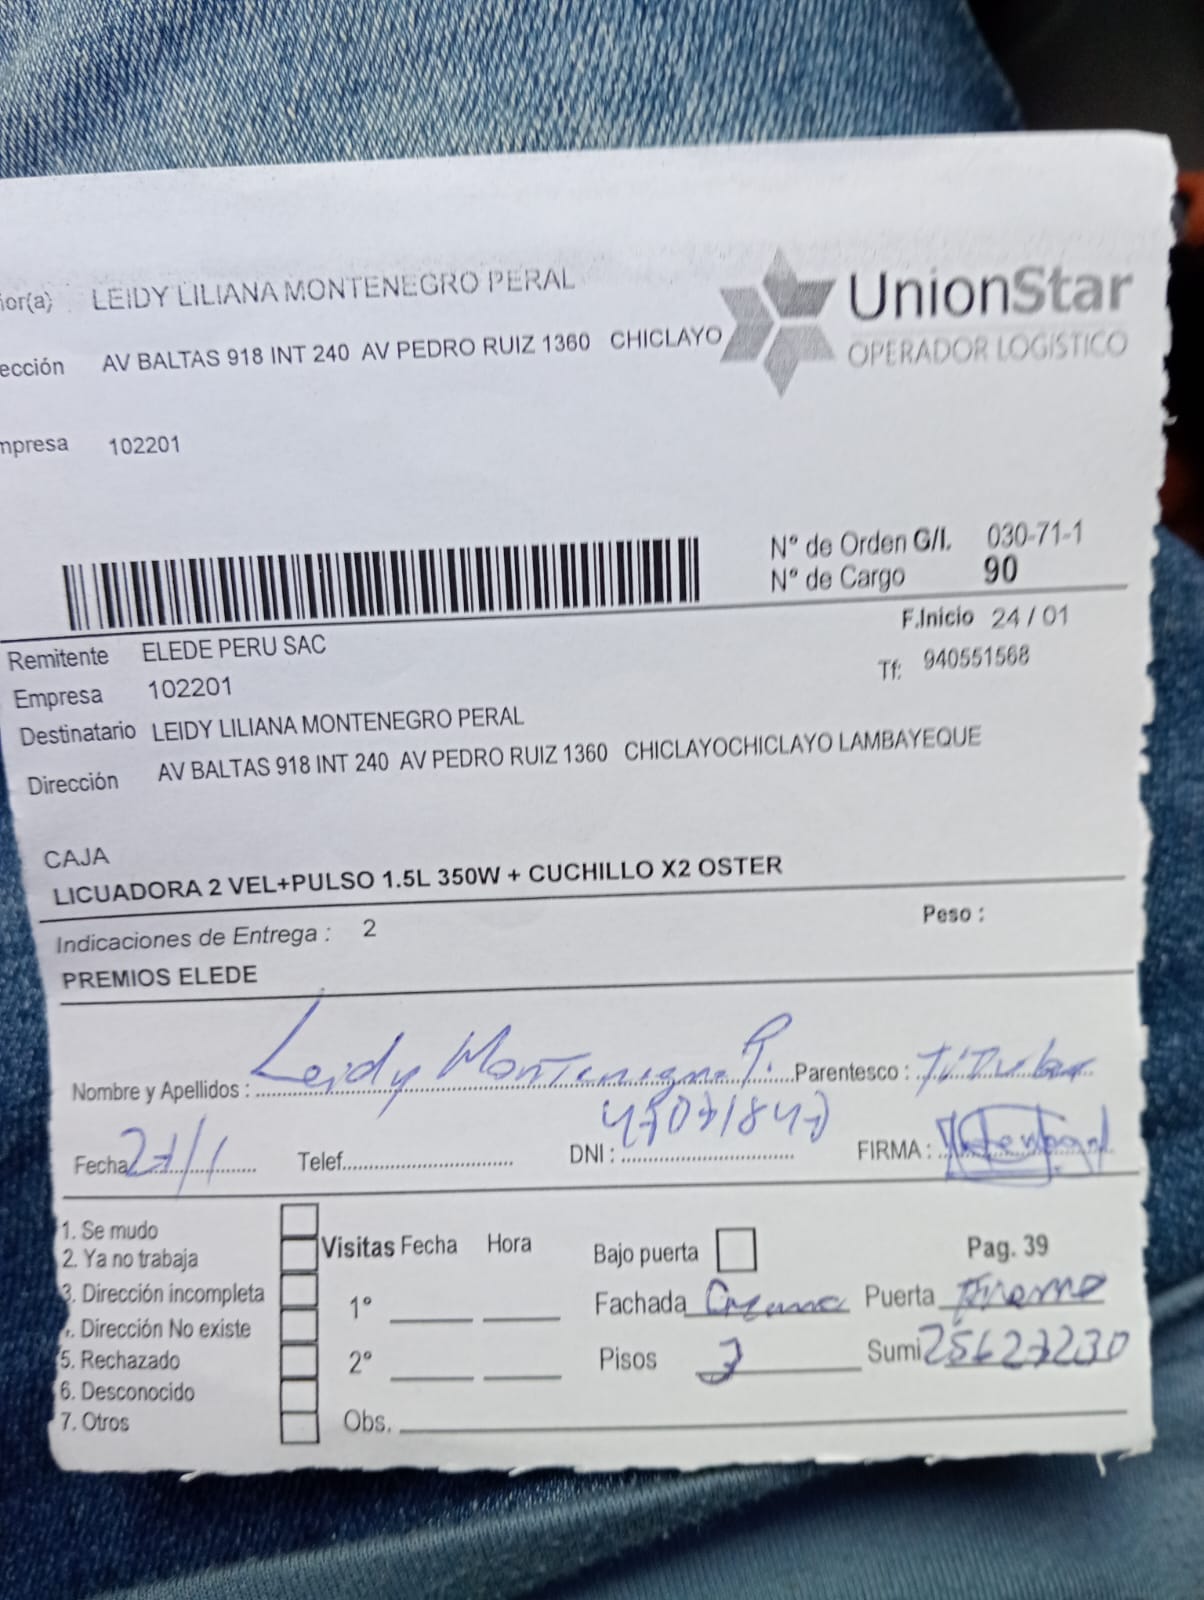 ior(a) LEIDY LILIANA MONTENEGRO PERAL
UnionStar
OPERADOR LOGÍSTICO
ección AV BALTAS 918 INT 240 AV PEDRO RUIZ 1360 CHICLAYO
mpresa 102201
N° de Orden G/I. 030-71-1
N° de Cargo 90
F.Inicio 24 / 01
Remitente ELEDE PERU SAC
Tf: 940551568
Empresa 102201
Destinatario LEIDY LILIANA MONTENEGRO PERAL
Dirección AV BALTAS 918 INT 240 AV PEDRO RUIZ 1360 CHICLAYOCHICLAYO LAMBAYEQUE
CAJA
LICUADORA 2 VEL+PULSO 1.5L 350W + CUCHILLO X2 OSTER
Indicaciones de Entrega : 2
Peso :
PREMIOS ELEDE
Nombre y Apellidos : Leidy Montenegro P. Parentesco : Titular
Fecha 27/1 Telef. DNI : FIRMA :
1. Se mudo
2. Ya no trabaja
3. Dirección incompleta
. Dirección No existe
5. Rechazado
6. Desconocido
7. Otros
Visitas Fecha Hora
1°
2°
Obs.
Bajo puerta
Pag. 39
Fachada Crema Puerta
Pisos 3 Sumi 25627230